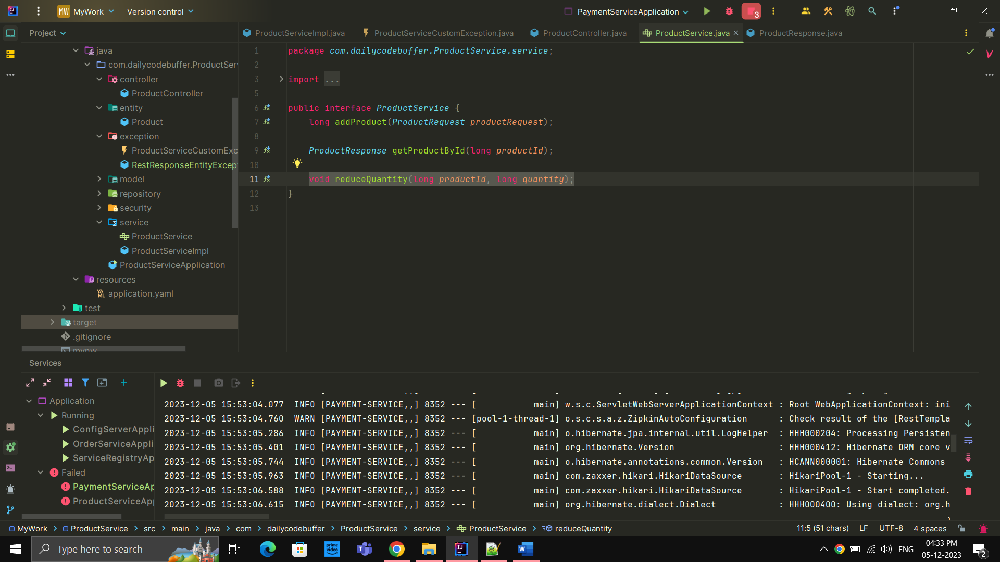 MW MyWork Version control PaymentServiceApplication 3
Project
ProductServiceImpl.java ProductServiceCustomException.java ProductController.java ProductService.java ProductResponse.java
java
com.dailycodebuffer.ProductSer
controller
ProductController
entity
Product
exception
ProductServiceCustomExc
RestResponseEntityExcep
model
repository
security
service
ProductService
ProductServiceImpl
ProductServiceApplication
resources
application.yaml
test
target
.gitignore
mvnw
1 package com.dailycodebuffer.ProductService.service;
2
3 import ...
5
6 public interface ProductService {
7 long addProduct(ProductRequest productRequest);
8
9 ProductResponse getProductById(long productId);
10
11 void reduceQuantity(long productId, long quantity);
12 }
13
Services
Application
Running
ConfigServerAppli
OrderServiceAppli
ServiceRegistryAp
Failed
PaymentServiceAp
ProductServiceApp
2023-12-05 15:53:04.077 INFO [PAYMENT-SERVICE,,] 8352 --- [ main] w.s.c.ServletWebServerApplicationContext : Root WebApplicationContext: ini
2023-12-05 15:53:04.760 WARN [PAYMENT-SERVICE,,] 8352 --- [pool-1-thread-1] o.s.c.s.a.z.ZipkinAutoConfiguration : Check result of the [RestTempla
2023-12-05 15:53:05.286 INFO [PAYMENT-SERVICE,,] 8352 --- [ main] o.hibernate.jpa.internal.util.LogHelper : HHH000204: Processing Persisten
2023-12-05 15:53:05.401 INFO [PAYMENT-SERVICE,,] 8352 --- [ main] org.hibernate.Version : HHH000412: Hibernate ORM core v
2023-12-05 15:53:05.744 INFO [PAYMENT-SERVICE,,] 8352 --- [ main] o.hibernate.annotations.common.Version : HCANN000001: Hibernate Commons
2023-12-05 15:53:05.963 INFO [PAYMENT-SERVICE,,] 8352 --- [ main] com.zaxxer.hikari.HikariDataSource : HikariPool-1 - Starting...
2023-12-05 15:53:06.588 INFO [PAYMENT-SERVICE,,] 8352 --- [ main] com.zaxxer.hikari.HikariDataSource : HikariPool-1 - Start completed.
2023-12-05 15:53:06.615 INFO [PAYMENT-SERVICE,,] 8352 --- [ main] org.hibernate.dialect.Dialect : HHH000400: Using dialect: org.h
MyWork > ProductService > src > main > java > com > dailycodebuffer > ProductService > service > ProductService > reduceQuantity 11:5 (51 chars) LF UTF-8 4 spaces
Type here to search
prime video
ENG
04:33 PM
05-12-2023
2